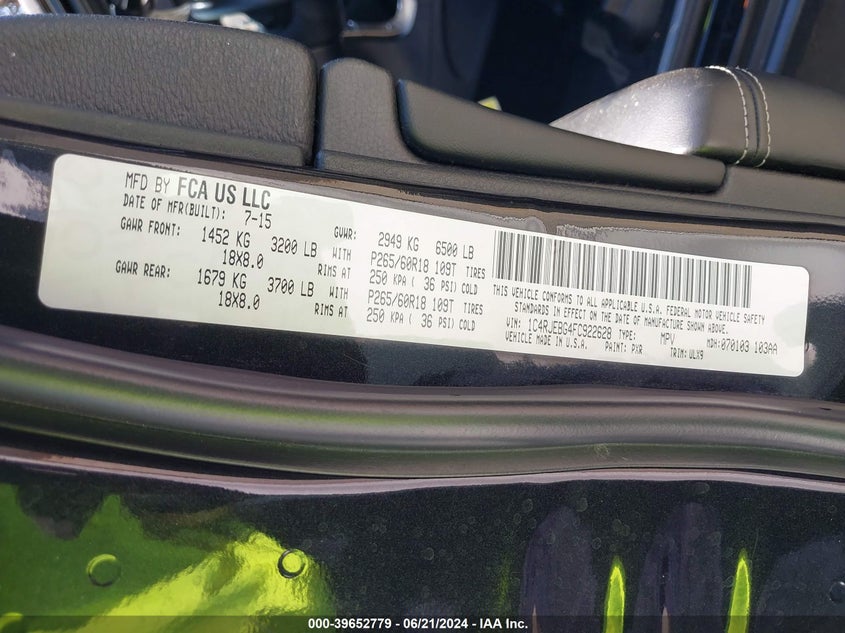 MFD BY FCA US LLC
DATE OF MFR(BUILT): 7-15
GAWR FRONT: 1452 KG 3200 LB WITH
18X8.0 RIMS AT
GAWR REAR: 1679 KG 3700 LB WITH
18X8.0 RIMS AT
GVWR: 2949 KG 6500 LB
P265/60R18 109T TIRES
250 KPA ( 36 PSI) COLD
P265/60R18 109T TIRES
250 KPA ( 36 PSI) COLD
THIS VEHICLE CONFORMS TO ALL APPLICABLE U.S.A. FEDERAL MOTOR VEHICLE SAFETY
STANDARDS IN EFFECT ON THE DATE OF MANUFACTURE SHOWN ABOVE.
VIN: 1C4RJEBG4FC922628 TYPE: MPV MDH:070103 103AA
VEHICLE MADE IN U.S.A. PAINT: PXR TRIM: ULX9
000-39652779 - 06/21/2024 - IAA Inc.